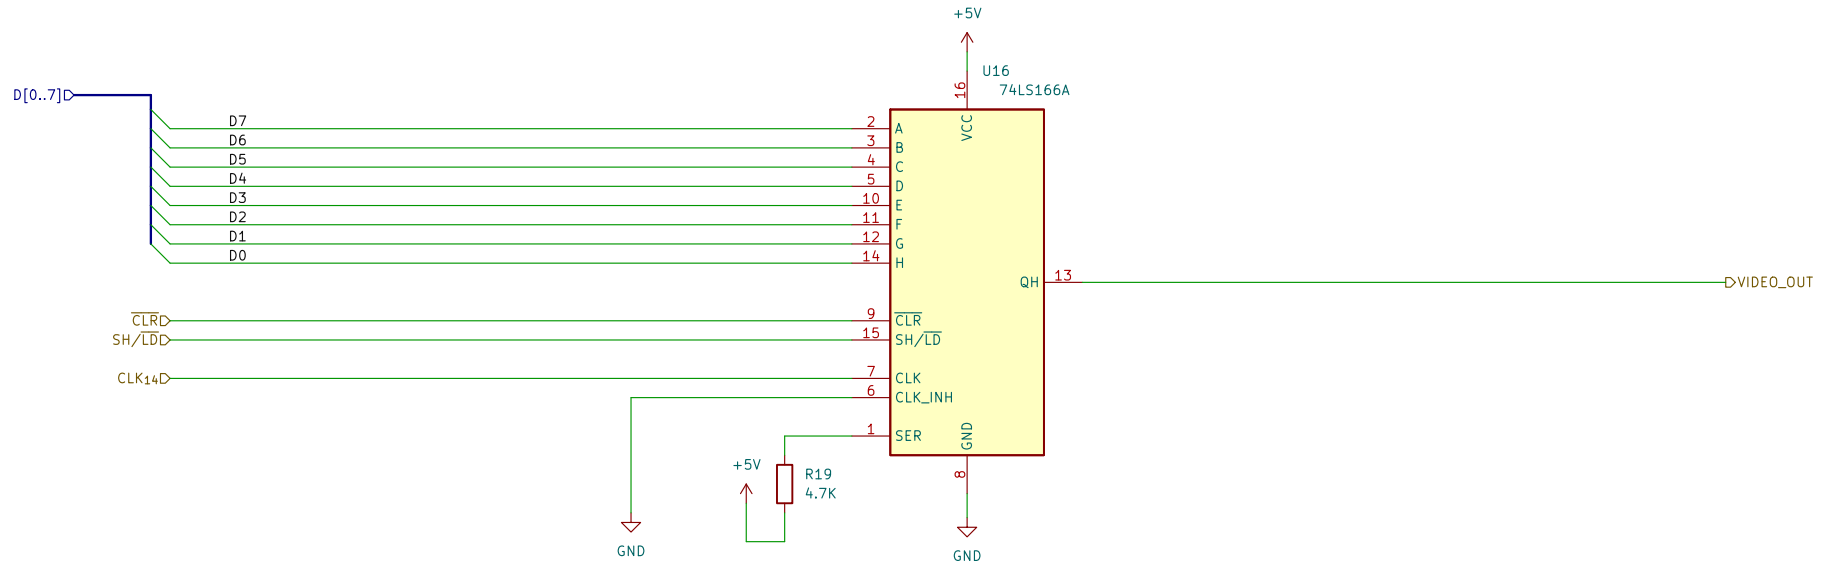 +5V
U16
74LS166A
D[0..7]
16
VCC
D7
2
A
D6
3
B
D5
4
C
D4
5
D
D3
10
E
D2
11
F
D1
12
G
D0
14
H
QH
13
VIDEO_OUT
CLR
9
CLR
SH/LD
15
SH/LD
CLK14
7
CLK
6
CLK_INH
1
SER
GND
8
+5V
R19
4.7K
GND
GND